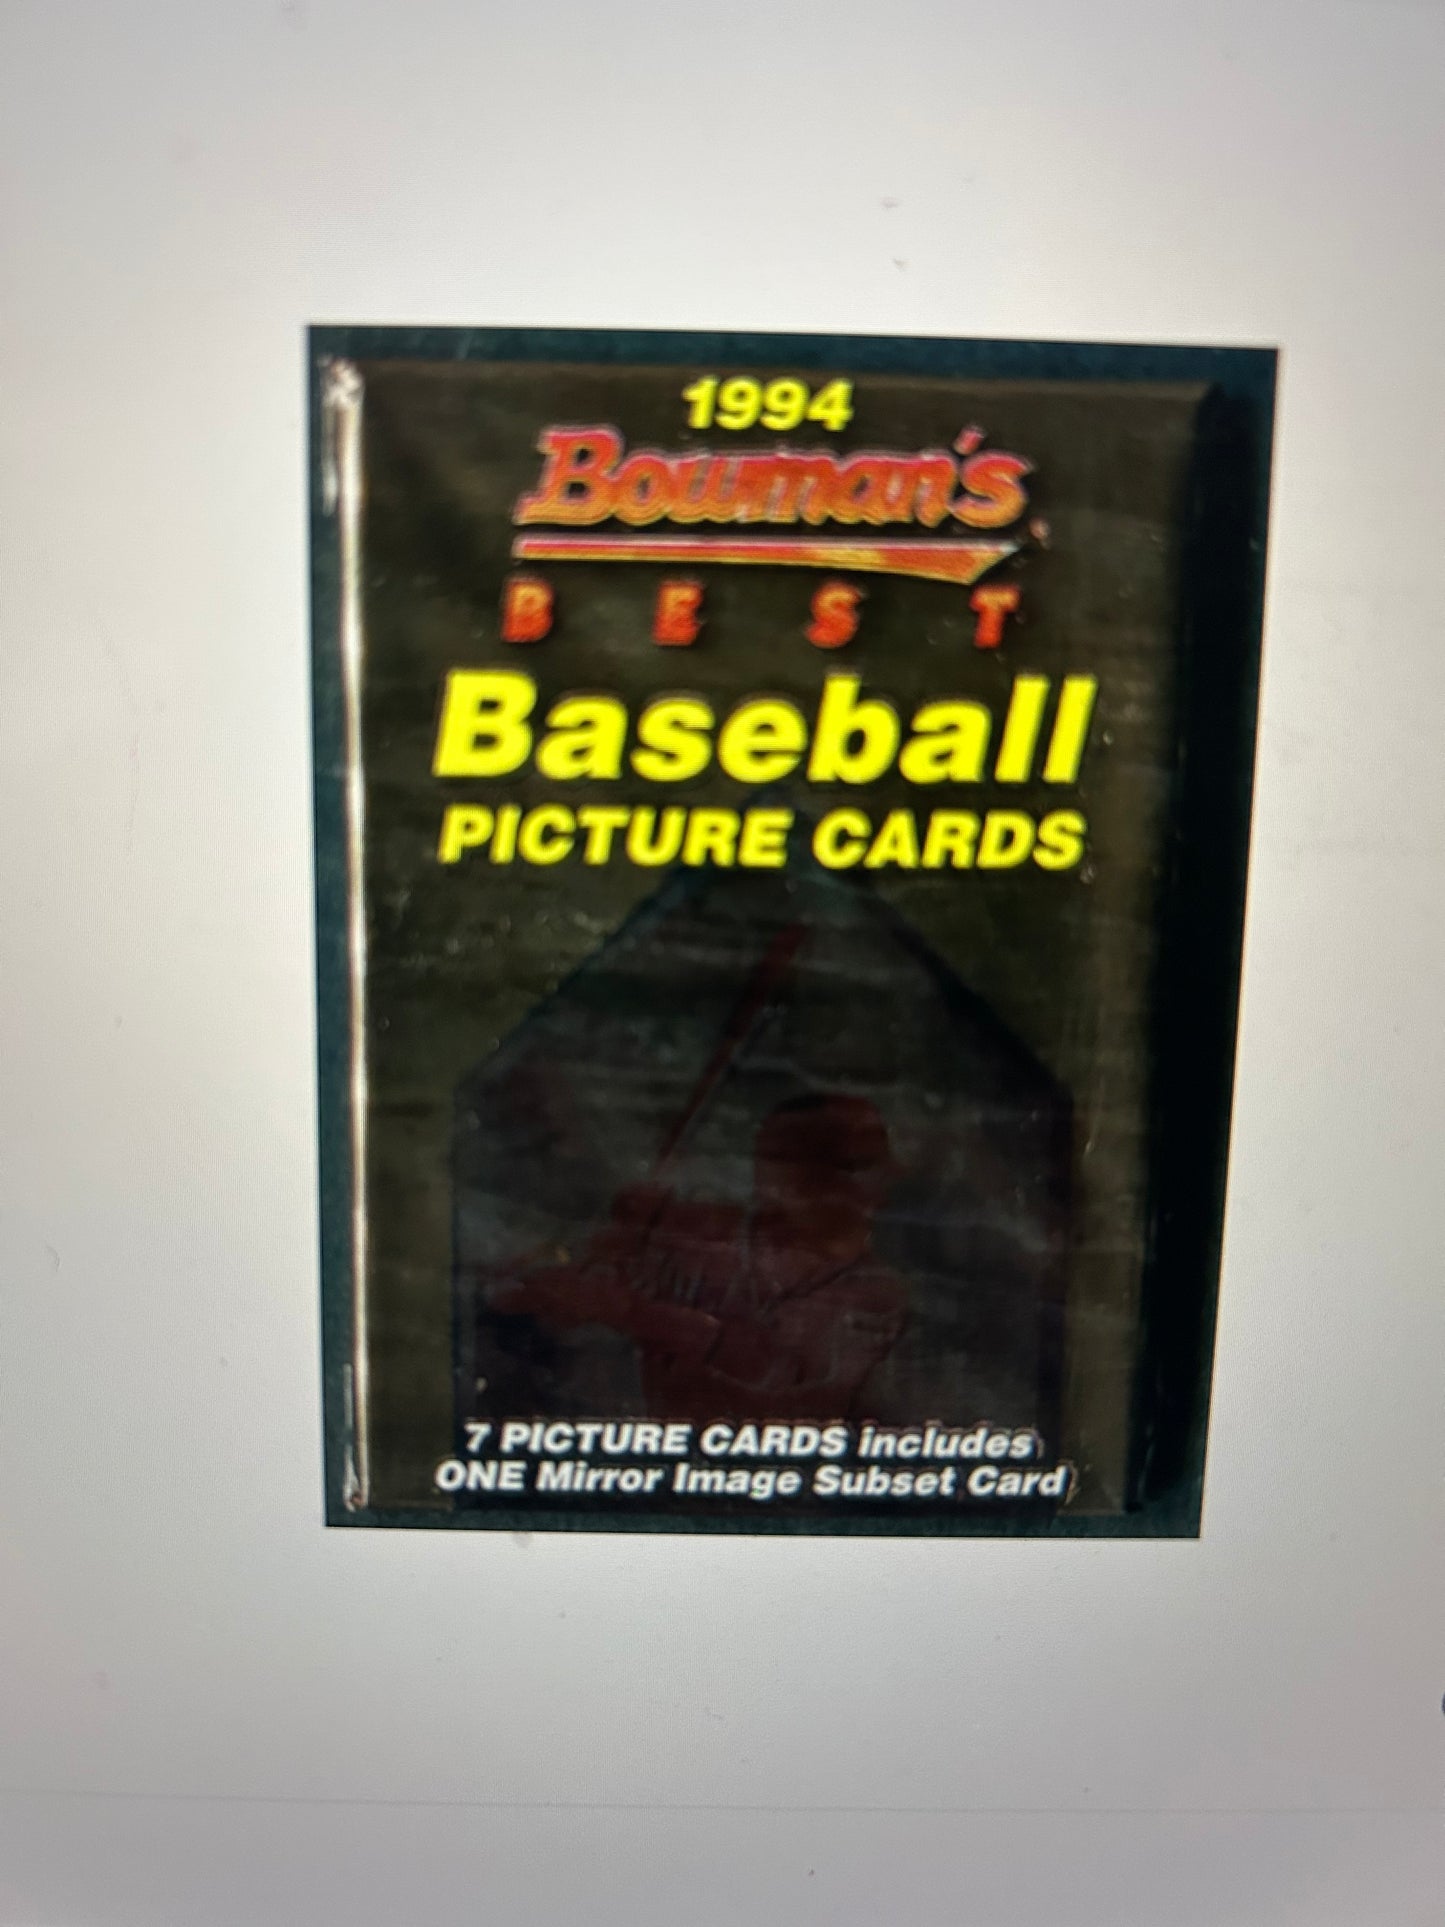 1994
Bowman's
BEST
Baseball
PICTURE CARDS
7 PICTURE CARDS includes
ONE Mirror Image Subset Card